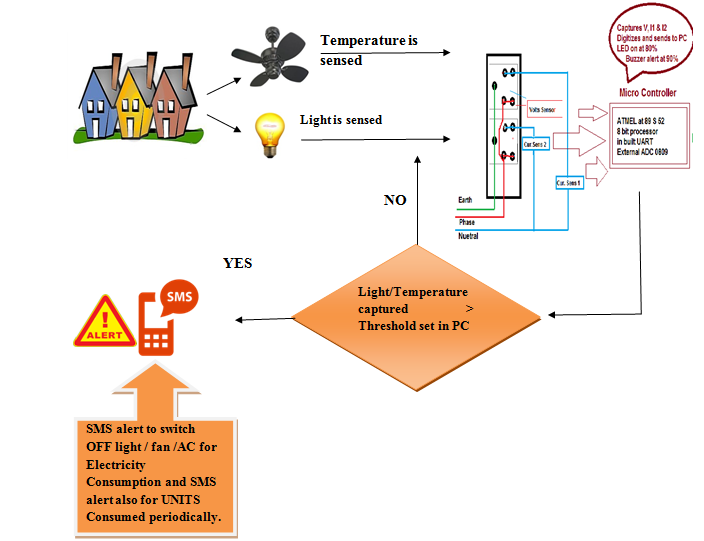 Captures V, I1 & I2
Digitizes and sends to PC
LED on at 80%
Buzzer alert at 90%
Temperature is
sensed
Light is sensed
Volts Sensor
Cur.Sens 2
Cut. Sens 1
Earth
Phase
Nuetral
Micro Controller
ATMEL at 89 S 52
8 bit processor
in built UART
External ADC 0809
NO
YES
Light/Temperature
captured >
Threshold set in PC
SMS
ALERT
SMS alert to switch
OFF light / fan /AC for
Electricity
Consumption and SMS
alert also for UNITS
Consumed periodically.